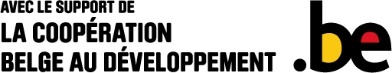 AVEC LE SUPPORT DE
LA COOPÉRATION
BELGE AU DÉVELOPPEMENT
.be